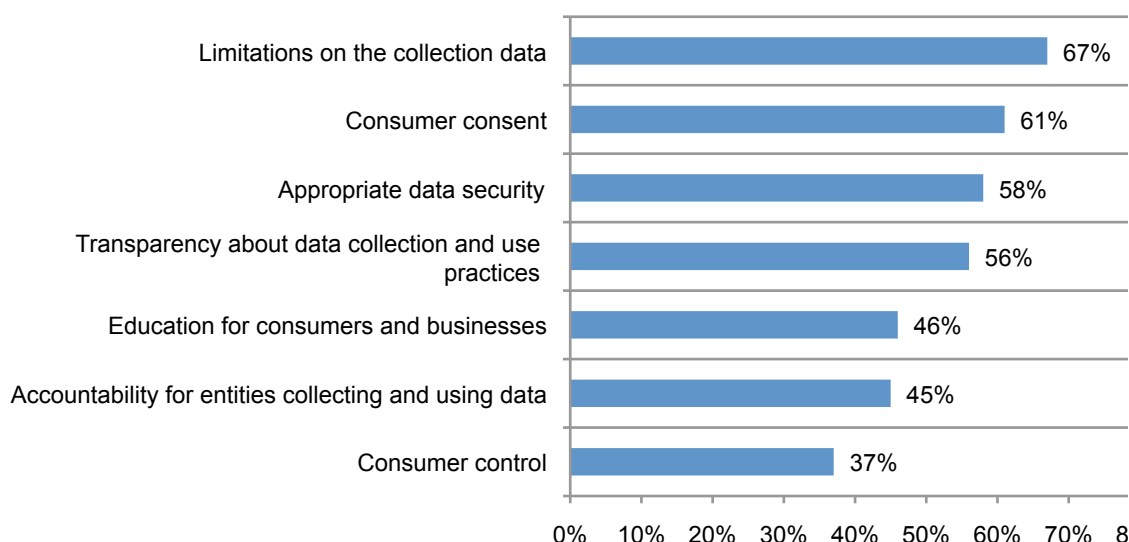 Limitations on the collection data 67%
Consumer consent 61%
Appropriate data security 58%
Transparency about data collection and use
practices 56%
Education for consumers and businesses 46%
Accountability for entities collecting and using data 45%
Consumer control 37%
0% 10% 20% 30% 40% 50% 60% 70% 8